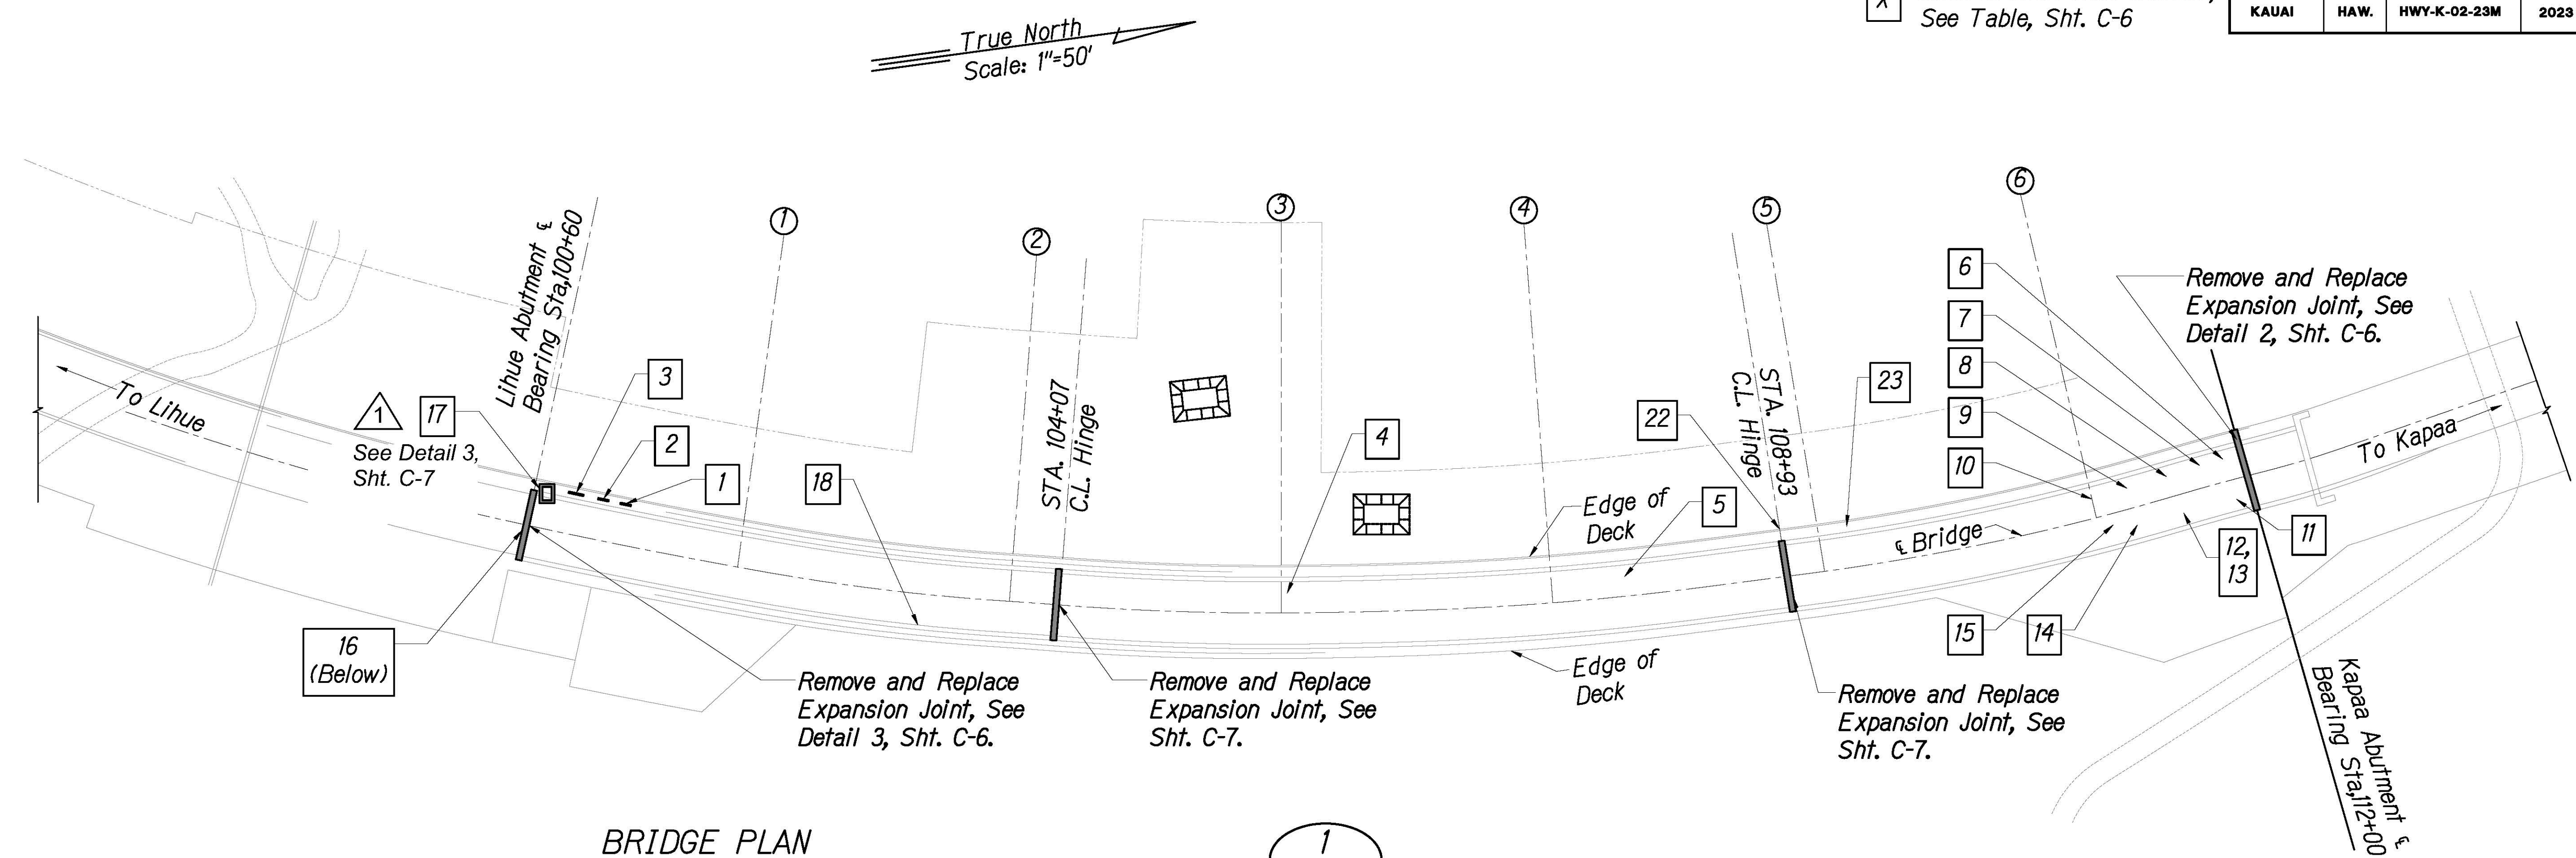 True North
Scale: 1"=50'
X
See Table, Sht. C-6
KAUAI HAW. HWY-K-02-23M 2023
Lihue Abutment ℄
Bearing Sta,100+60
1
2
3
4
5
6
STA. 104+07
C.L. Hinge
STA. 108+93
C.L. Hinge
To Lihue
1
17
See Detail 3,
Sht. C-7
3
2
1
18
4
5
22
23
6
7
8
9
10
Remove and Replace
Expansion Joint, See
Detail 2, Sht. C-6.
To Kapaa
Edge of
Deck
℄ Bridge
11
12,
13
15
14
16
(Below)
Remove and Replace
Expansion Joint, See
Detail 3, Sht. C-6.
Remove and Replace
Expansion Joint, See
Sht. C-7.
Edge of
Deck
Remove and Replace
Expansion Joint, See
Sht. C-7.
Kapaa Abutment ℄
Bearing Sta,112+00
BRIDGE PLAN
1